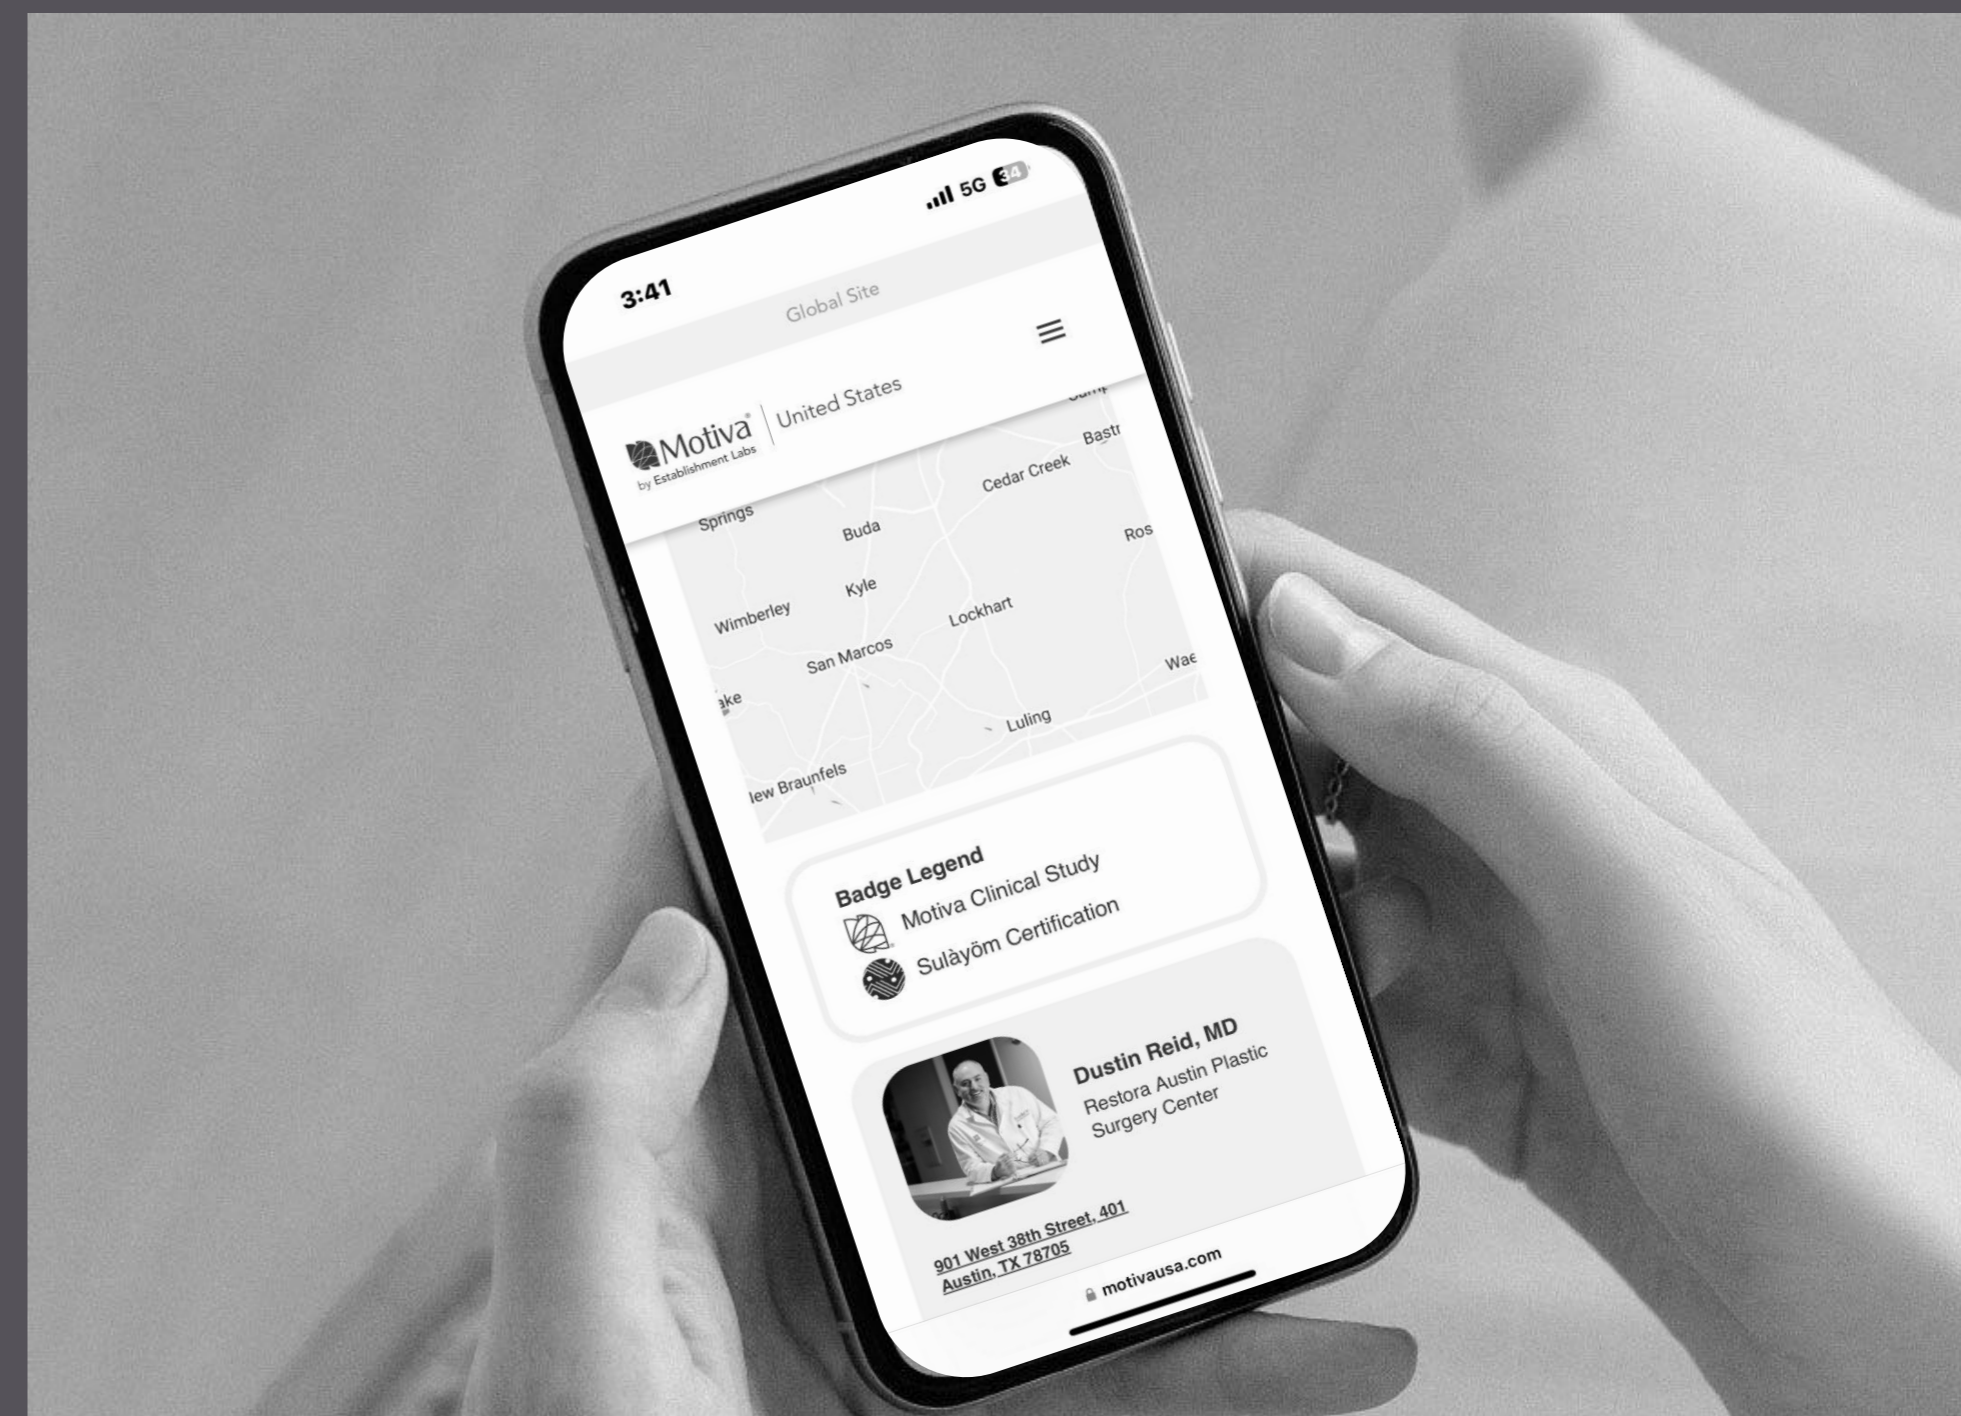 3:41
5G 34
Global Site
Motiva®
by Establishment Labs
United States
Bastr
Cedar Creek
Springs
Buda
Ros
Kyle
Wimberley
Lockhart
San Marcos
Wae
ake
Luling
lew Braunfels
Badge Legend
Motiva Clinical Study
Sulàyöm Certification
Dustin Reid, MD
Restora Austin Plastic
Surgery Center
901 West 38th Street, 401
Austin, TX 78705
motivausa.com